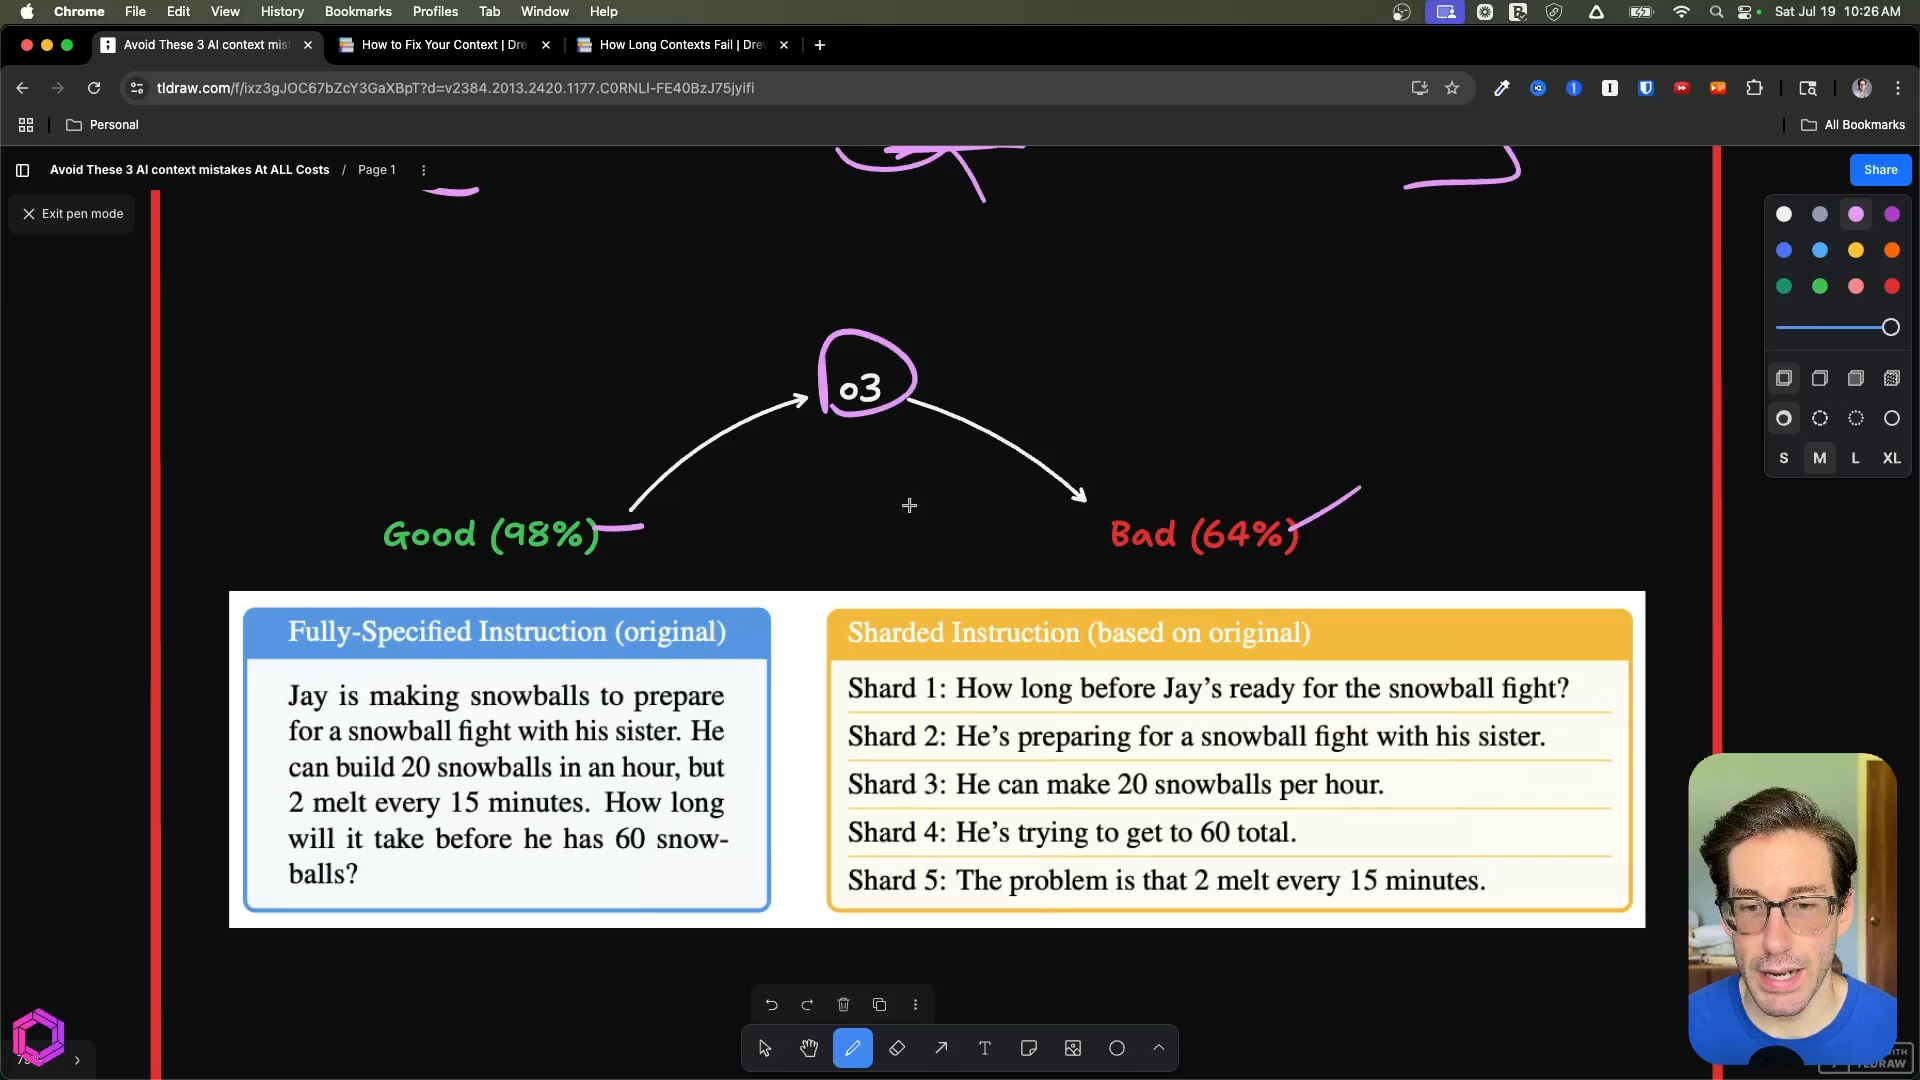 Chrome File Edit View History Bookmarks Profiles Tab Window Help Sat Jul 19 10:26 AM
Avoid These 3 AI context mis How to Fix Your Context | Dre How Long Contexts Fail | Drew
tldraw.com/f/ixz3gJOC67bZcY3GaXBpT?d=v2384.2013.2420.1177.C0RNLI-FE40BzJ75jyifi
Personal All Bookmarks
Avoid These 3 AI context mistakes At ALL Costs / Page 1
Share
Exit pen mode
o3
S M L XL
Good (98%) Bad (64%)
Fully-Specified Instruction (original)
Jay is making snowballs to prepare
for a snowball fight with his sister. He
can build 20 snowballs in an hour, but
2 melt every 15 minutes. How long
will it take before he has 60 snow-
balls?
Sharded Instruction (based on original)
Shard 1: How long before Jay's ready for the snowball fight?
Shard 2: He's preparing for a snowball fight with his sister.
Shard 3: He can make 20 snowballs per hour.
Shard 4: He's trying to get to 60 total.
Shard 5: The problem is that 2 melt every 15 minutes.